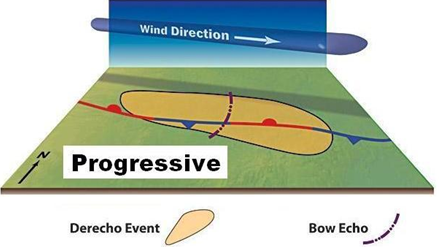 Wind Direction
N
Progressive
Derecho Event
Bow Echo